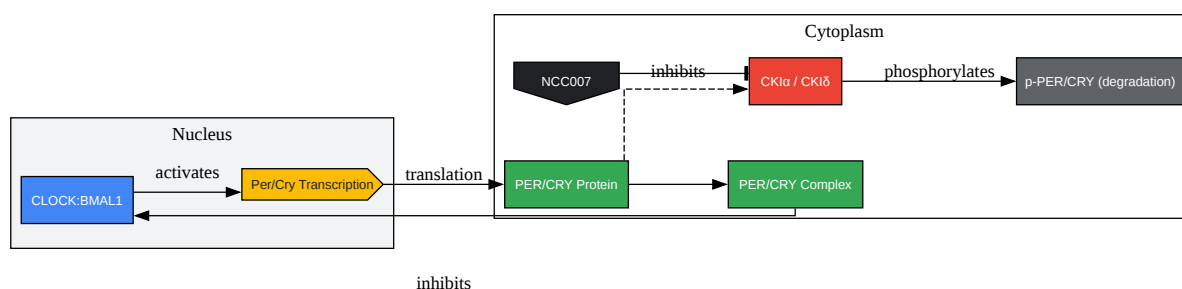 Cytoplasm
NCC007
inhibits
CKIα / CKIδ
phosphorylates
p-PER/CRY (degradation)
Nucleus
CLOCK:BMAL1
activates
Per/Cry Transcription
translation
PER/CRY Protein
PER/CRY Complex
inhibits